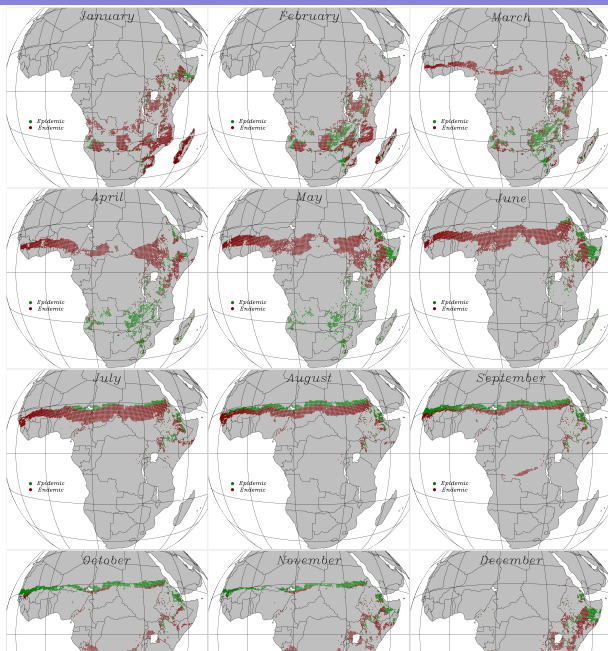 January
February
March
Epidemic
Endemic
Epidemic
Endemic
Epidemic
Endemic
April
May
June
Epidemic
Endemic
Epidemic
Endemic
Epidemic
Endemic
July
August
September
Epidemic
Endemic
Epidemic
Endemic
Epidemic
Endemic
October
November
December